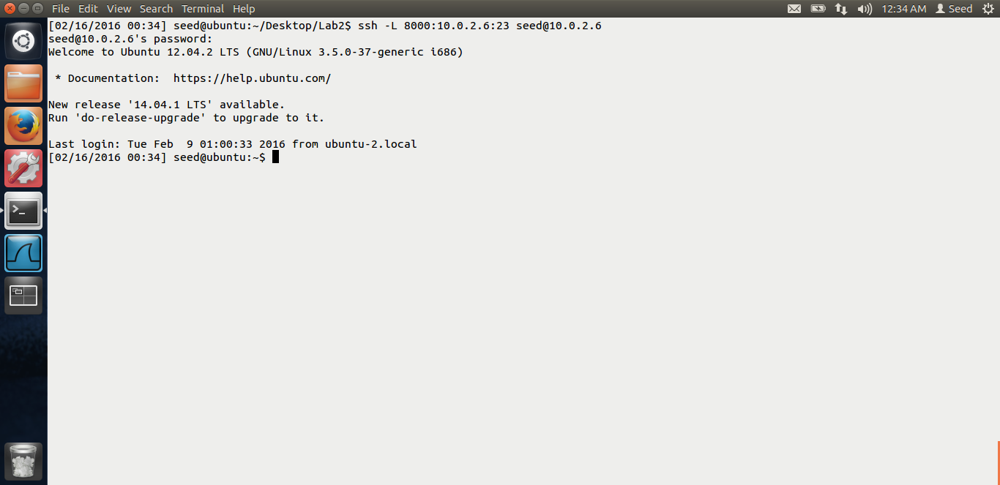 File Edit View Search Terminal Help 12:34 AM Seed
[02/16/2016 00:34] seed@ubuntu:~/Desktop/Lab2$ ssh -L 8000:10.0.2.6:23 seed@10.0.2.6
seed@10.0.2.6's password:
Welcome to Ubuntu 12.04.2 LTS (GNU/Linux 3.5.0-37-generic i686)
* Documentation:  https://help.ubuntu.com/
New release '14.04.1 LTS' available.
Run 'do-release-upgrade' to upgrade to it.
Last login: Tue Feb  9 01:00:33 2016 from ubuntu-2.local
[02/16/2016 00:34] seed@ubuntu:~$
>_